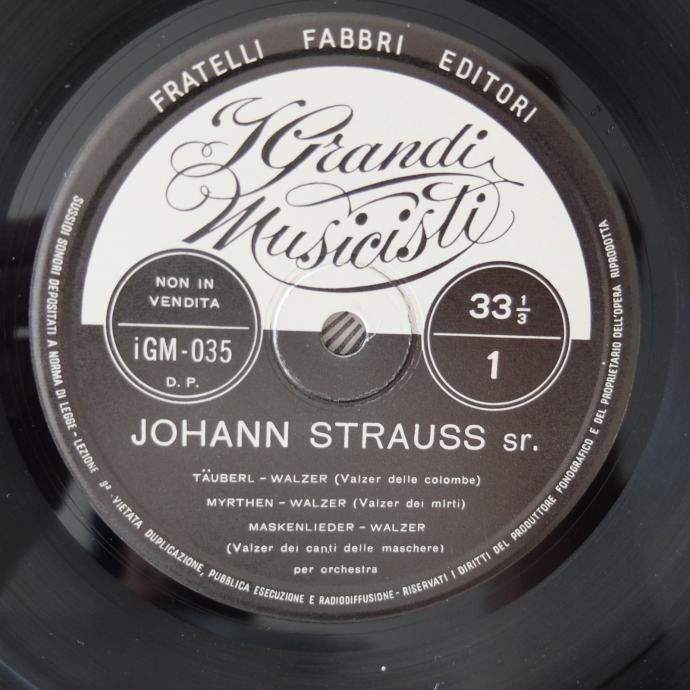 FRATELLI FABBRI EDITORI
I Grandi
Musicisti
NON IN
VENDITA
iGM-035
D. P.
33 1/3
1
JOHANN STRAUSS sr.
TÄUBERL – WALZER (Valzer delle colombe)
MYRTHEN – WALZER (Valzer dei mirti)
MASKENLIEDER – WALZER
(Valzer dei canti delle maschere)
per orchestra
SUSSIDI SONORI DEPOSITATI A NORMA DI LEGGE - LEZIONE 9ª - VIETATA DUPLICAZIONE, PUBBLICA ESECUZIONE E RADIODIFFUSIONE - RISERVATI I DIRITTI DEL PRODUTTORE FONOGRAFICO E DEL PROPRIETARIO DELL'OPERA RIPRODOTTA